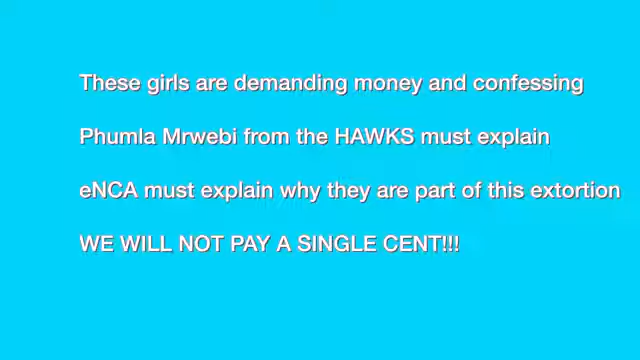 These girls are demanding money and confessing
Phumla Mrwebi from the HAWKS must explain
eNCA must explain why they are part of this extortion
WE WILL NOT PAY A SINGLE CENT!!!